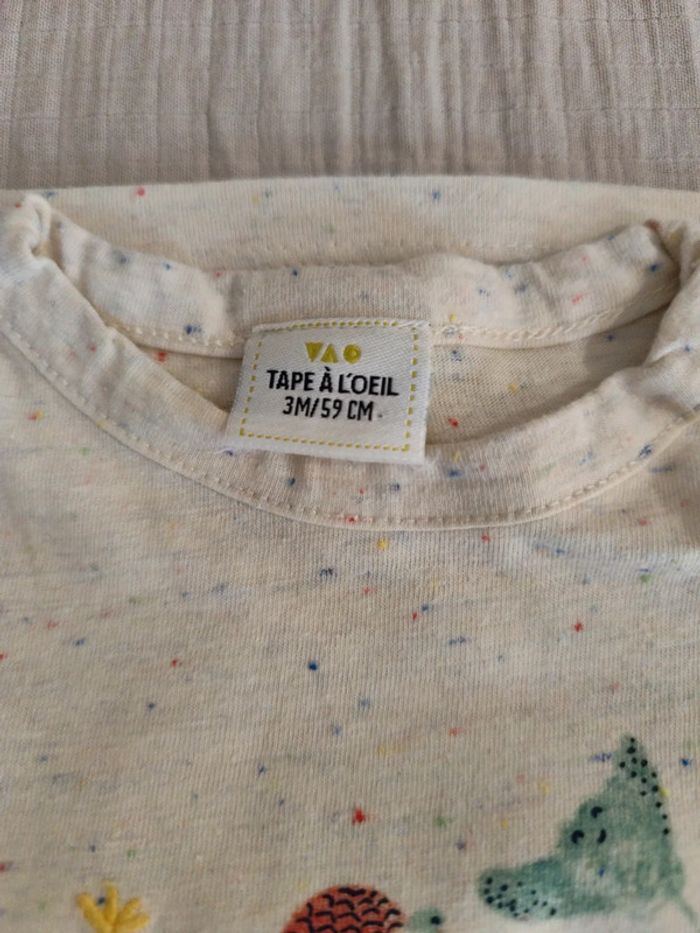 TAPE À L'OEIL
3M/59 CM